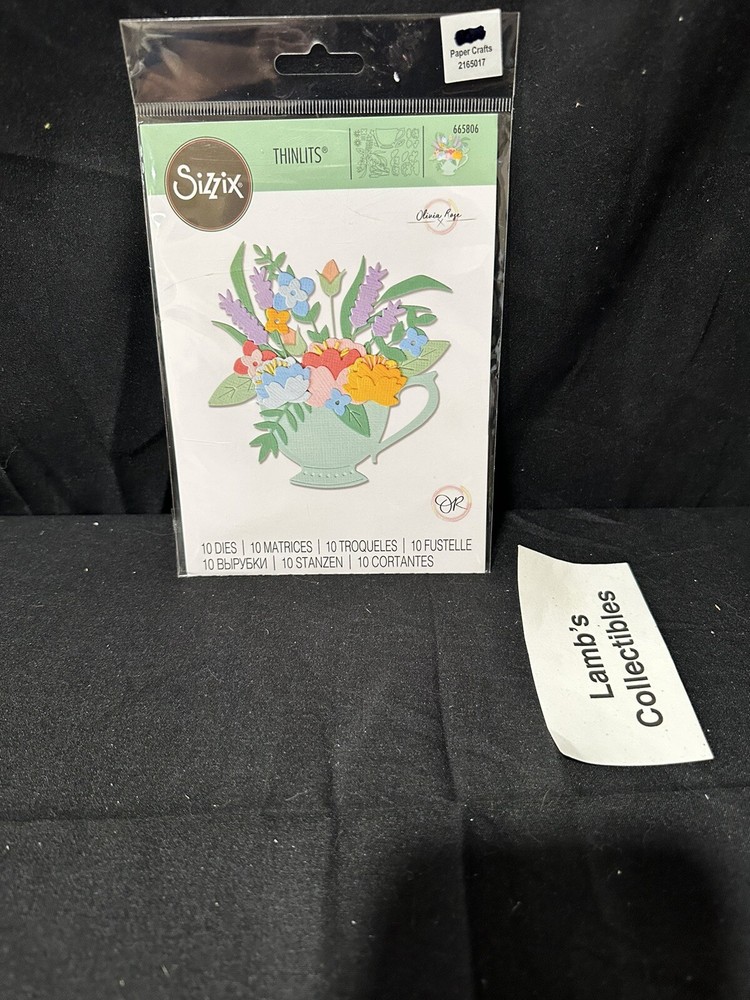 Paper Crafts
2165017
665806
THINLITS®
Sizzix
Olivia Rose
OR
10 DIES | 10 MATRICES | 10 TROQUELES | 10 FUSTELLE
10 ВЫРУБКИ | 10 STANZEN | 10 CORTANTES
Lamb's
Collectibles